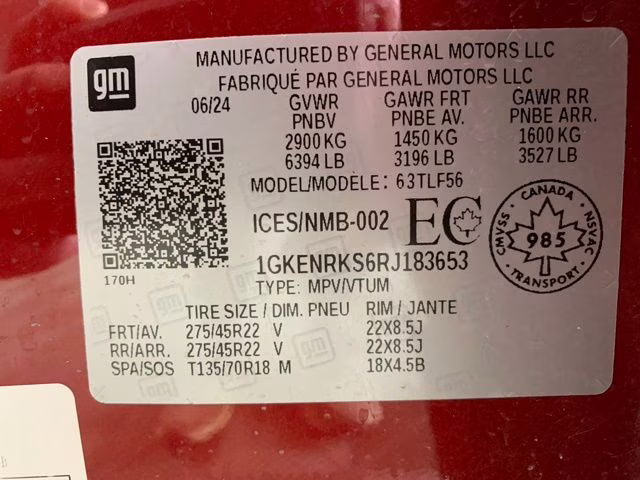 gm
MANUFACTURED BY GENERAL MOTORS LLC
FABRIQUÉ PAR GENERAL MOTORS LLC
06/24 GVWR GAWR FRT GAWR RR
PNBV PNBE AV. PNBE ARR.
2900 KG 1450 KG 1600 KG
6394 LB 3196 LB 3527 LB
MODEL/MODÈLE: 63TLF56
ICES/NMB-002 EC
CANADA
CMVSS 985 NSVAC
TRANSPORT
1GKENRKS6RJ183653
170H
TYPE: MPV/VTUM
TIRE SIZE / DIM. PNEU RIM / JANTE
FRT/AV. 275/45R22 V 22X8.5J
RR/ARR. 275/45R22 V 22X8.5J
SPA/SOS T135/70R18 M 18X4.5B